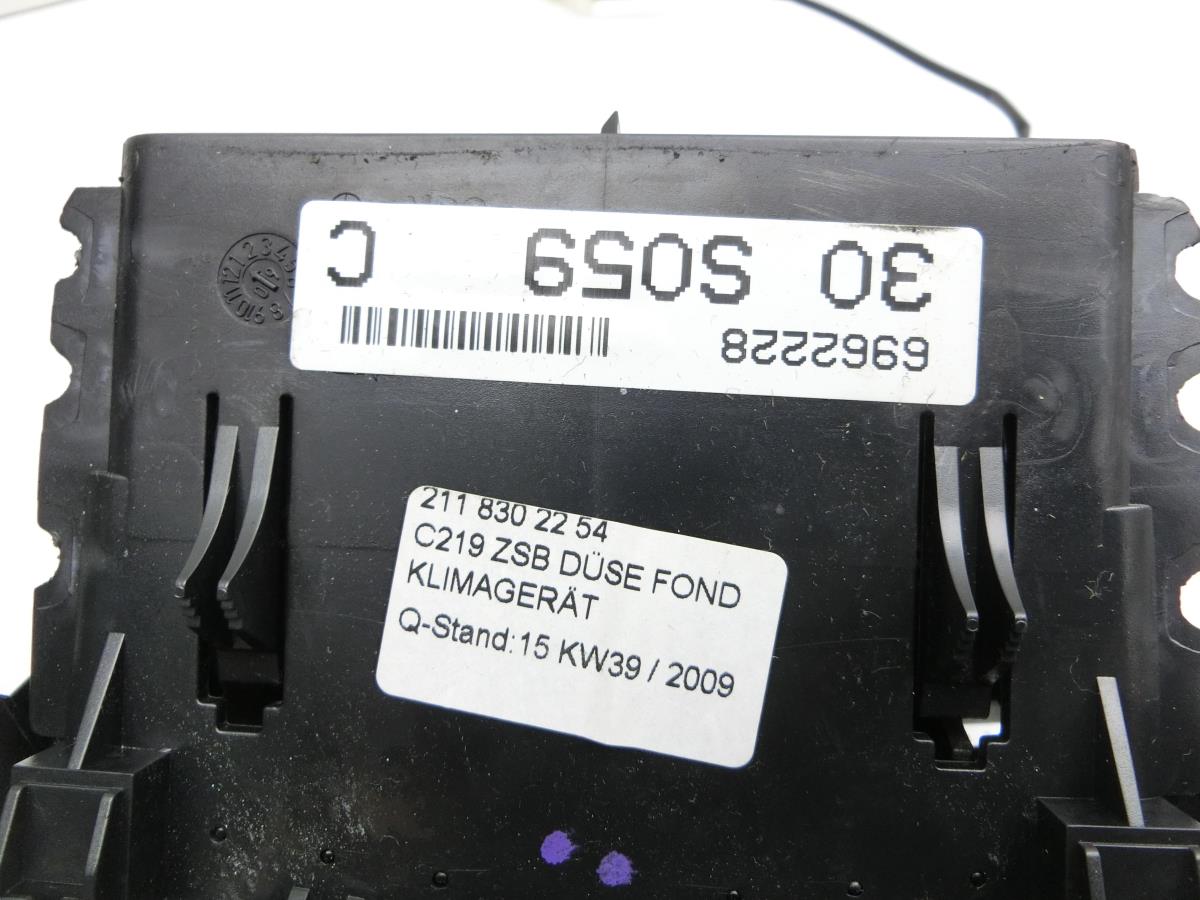 30 S059 C
6962228
211 830 22 54
C219 ZSB DÜSE FOND
KLIMAGERÄT
Q-Stand:15 KW39 / 2009